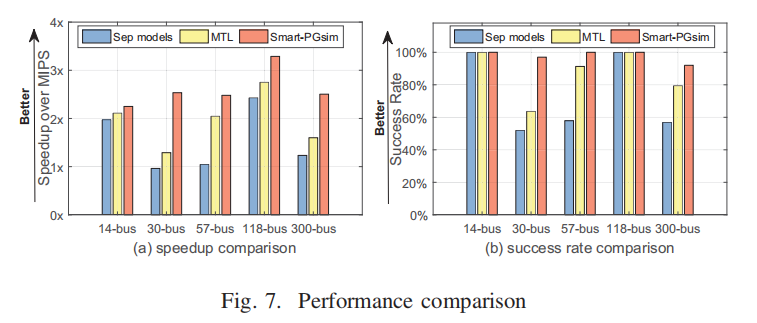 Sep models MTL Smart-PGsim
4x
3x
2x
1x
0x
Better
Speedup over MIPS
14-bus 30-bus 57-bus 118-bus 300-bus
(a) speedup comparison
Sep models MTL Smart-PGsim
100%
80%
60%
40%
20%
0%
Better
Success Rate
14-bus 30-bus 57-bus 118-bus 300-bus
(b) success rate comparison
Fig. 7. Performance comparison